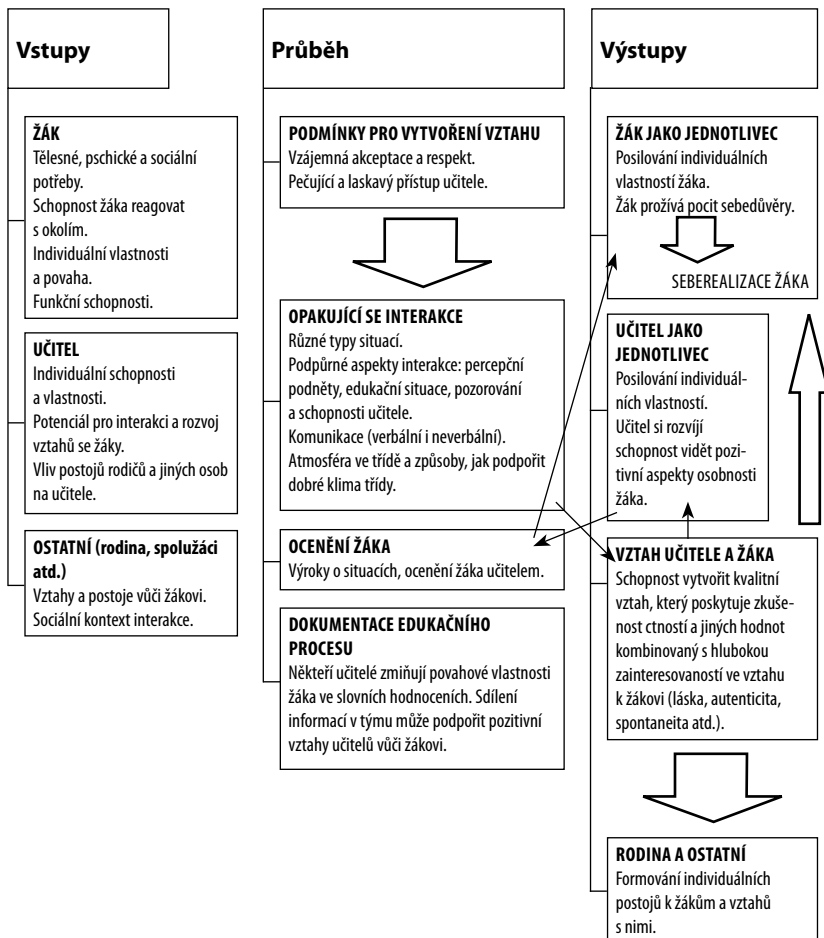 Vstupy
ŽÁK
Tělesné, pschické a sociální
potřeby.
Schopnost žáka reagovat
s okolím.
Individuální vlastnosti
a povaha.
Funkční schopnosti.
UČITEL
Individuální schopnosti
a vlastnosti.
Potenciál pro interakci a rozvoj
vztahů se žáky.
Vliv postojů rodičů a jiných osob
na učitele.
OSTATNÍ (rodina, spolužáci
atd.)
Vztahy a postoje vůči žákovi.
Sociální kontext interakce.
Průběh
PODMÍNKY PRO VYTVOŘENÍ VZTAHU
Vzájemná akceptace a respekt.
Pečující a laskavý přístup učitele.
OPAKUJÍCÍ SE INTERAKCE
Různé typy situací.
Podpůrné aspekty interakce: percepční
podněty, edukační situace, pozorování
a schopnosti učitele.
Komunikace (verbální i neverbální).
Atmosféra ve třídě a způsoby, jak podpořit
dobré klima třídy.
OCENĚNÍ ŽÁKA
Výroky o situacích, ocenění žáka učitelem.
DOKUMENTACE EDUKAČNÍHO
PROCESU
Někteří učitelé zmiňují povahové vlastnosti
žáka ve slovních hodnoceních. Sdílení
informací v týmu může podpořit pozitivní
vztahy učitelů vůči žákovi.
Výstupy
ŽÁK JAKO JEDNOTLIVEC
Posilování individuálních
vlastností žáka.
Žák prožívá pocit sebedůvěry.
SEBEREALIZACE ŽÁKA
UČITEL JAKO
JEDNOTLIVEC
Posilování individuál-
ních vlastností.
Učitel si rozvíjí
schopnost vidět pozi-
tivní aspekty osobnosti
žáka.
VZTAH UČITELE A ŽÁKA
Schopnost vytvořit kvalitní
vztah, který poskytuje zkuše-
nost ctností a jiných hodnot
kombinovaný s hlubokou
zainteresovaností ve vztahu
k žákovi (láska, autenticita,
spontaneita atd.).
RODINA A OSTATNÍ
Formování individuálních
postojů k žákům a vztahů
s nimi.